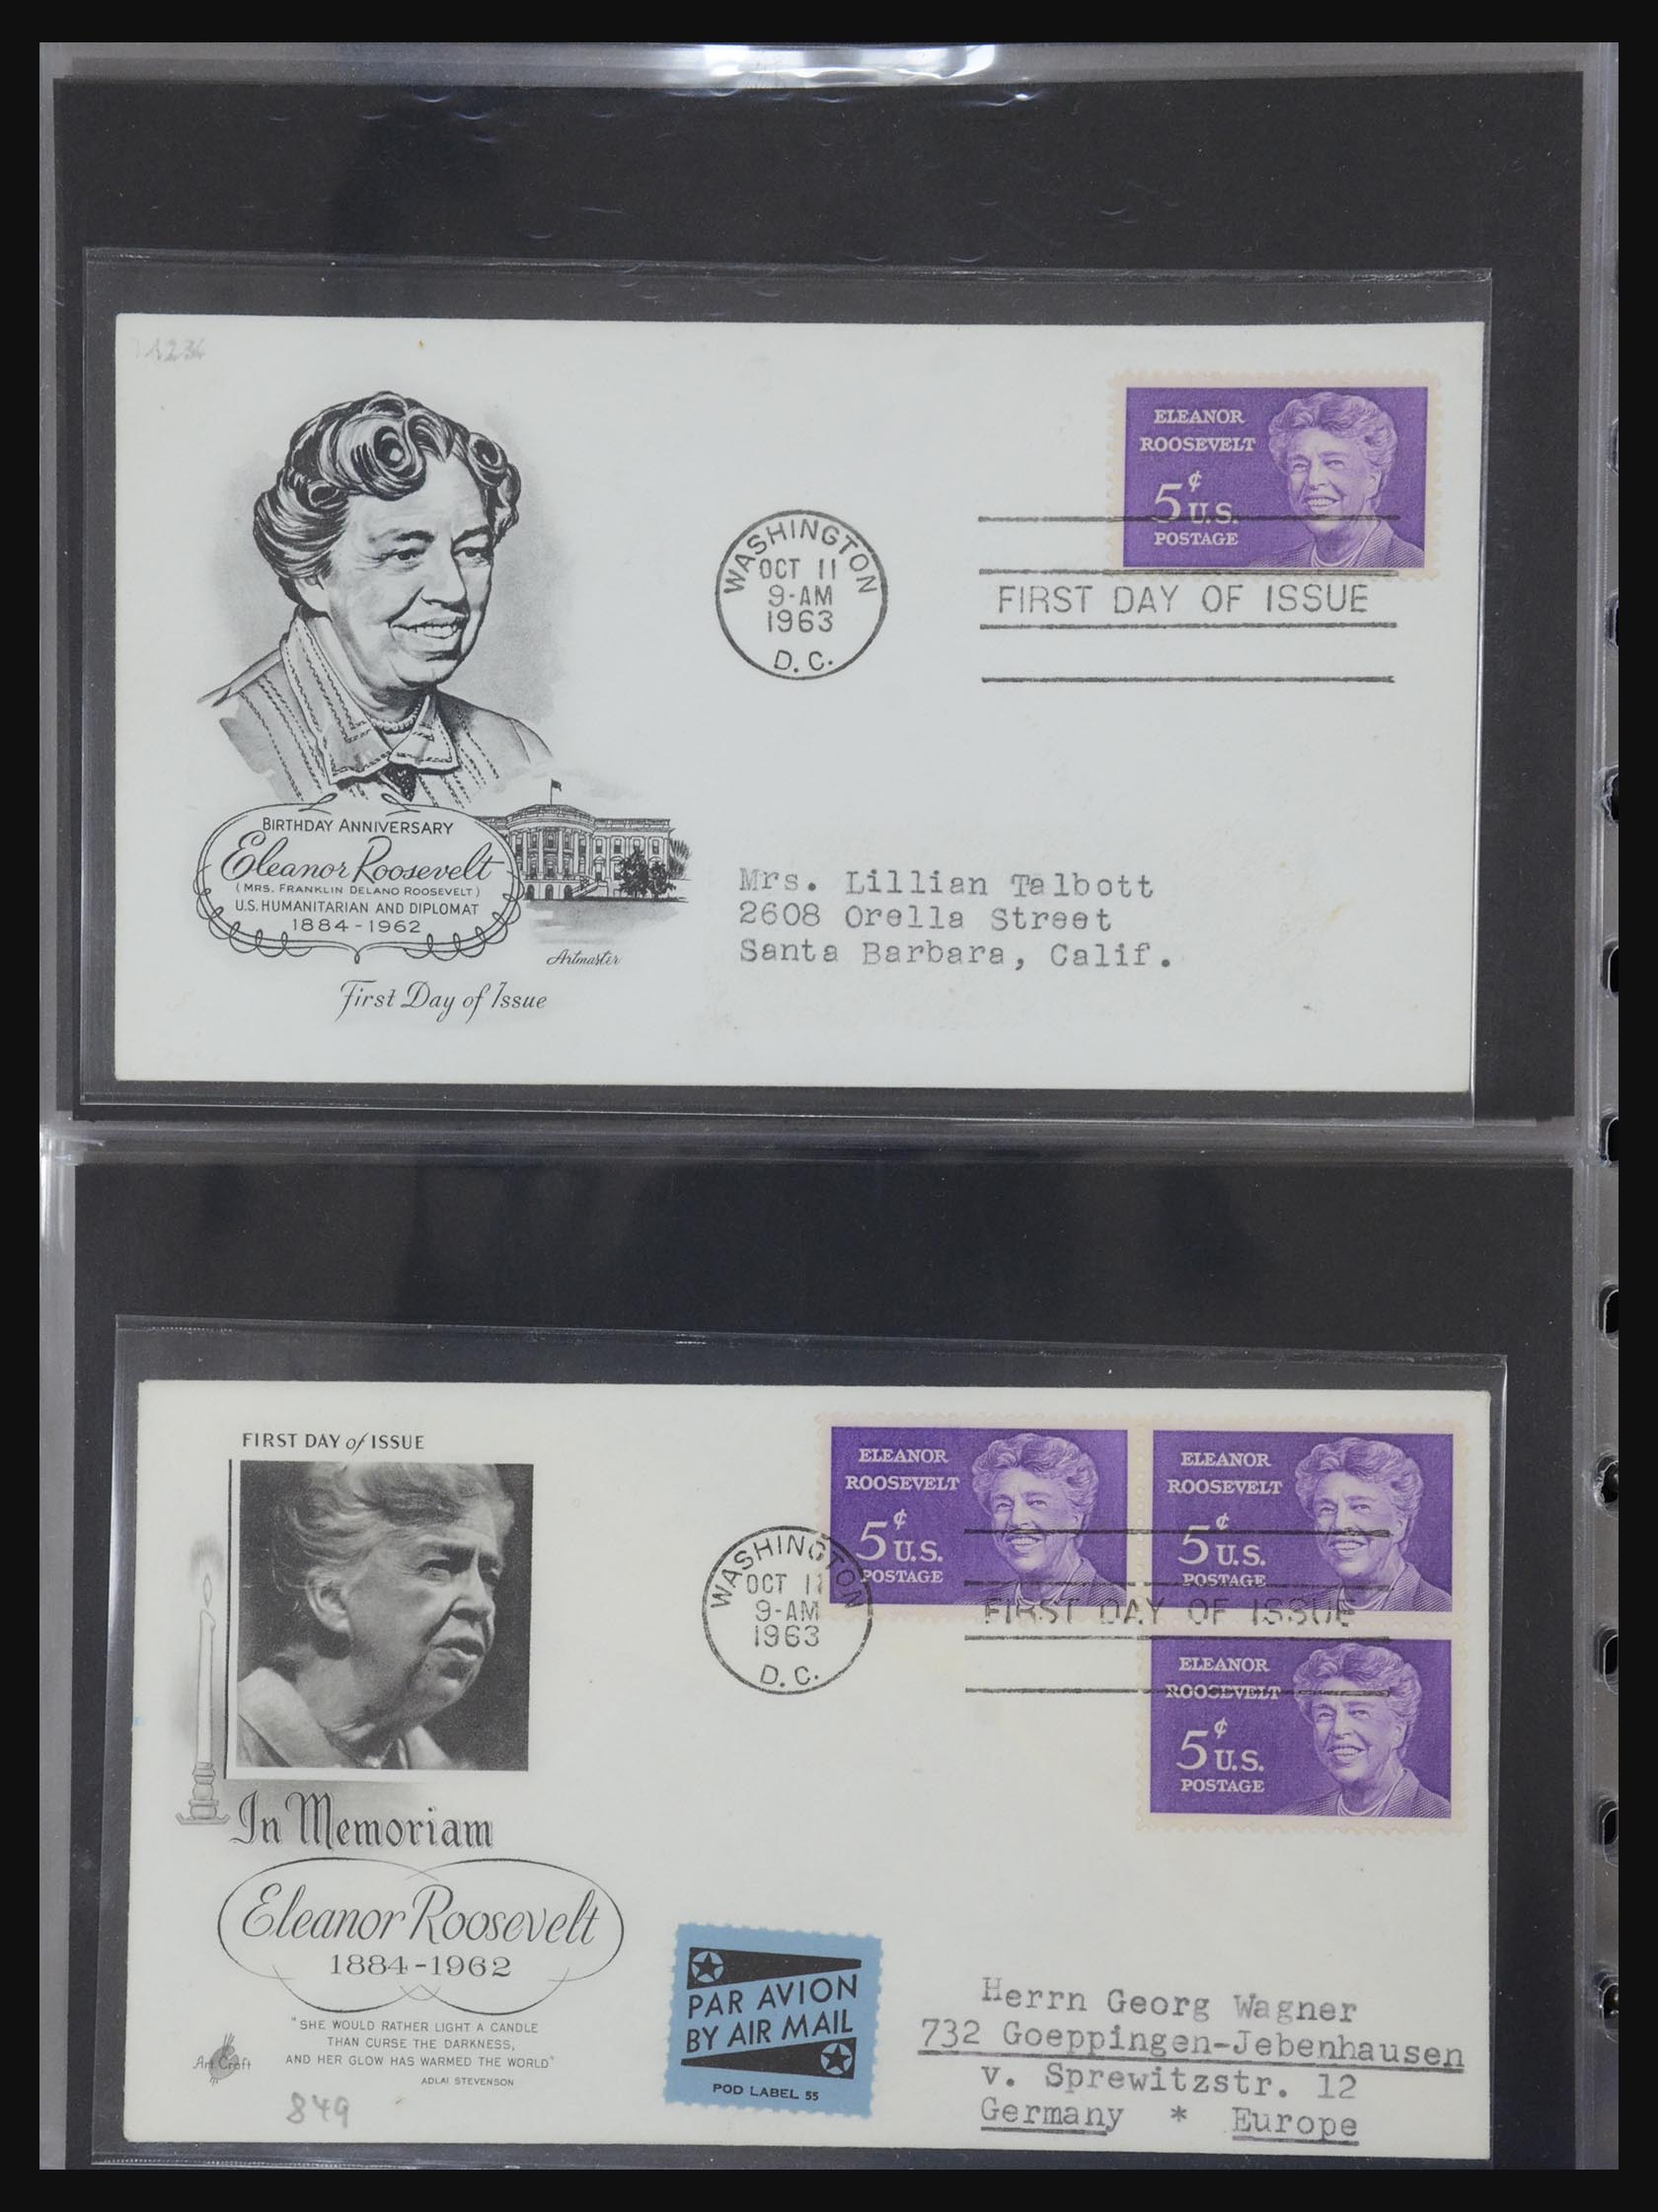 A236
ELEANOR
ROOSEVELT
5¢ U.S.
POSTAGE
WASHINGTON
OCT 11
9-AM
1963
D.C.
FIRST DAY OF ISSUE
BIRTHDAY ANNIVERSARY
Eleanor Roosevelt
(MRS. FRANKLIN DELANO ROOSEVELT)
U.S. HUMANITARIAN AND DIPLOMAT
1884-1962
Artmaster
First Day of Issue
Mrs. Lillian Talbott
2608 Orella Street
Santa Barbara, Calif.
FIRST DAY of ISSUE
ELEANOR
ROOSEVELT
5¢ U.S.
POSTAGE
ELEANOR
ROOSEVELT
5¢ U.S.
POSTAGE
WASHINGTON
OCT 11
9-AM
1963
D.C.
FIRST DAY OF ISSUE
ELEANOR
ROOSEVELT
5¢ U.S.
POSTAGE
In Memoriam
Eleanor Roosevelt
1884-1962
"SHE WOULD RATHER LIGHT A CANDLE
THAN CURSE THE DARKNESS,
AND HER GLOW HAS WARMED THE WORLD"
ADLAI STEVENSON
Art Craft
849
PAR AVION
BY AIR MAIL
POD LABEL 55
Herrn Georg Wagner
732 Goeppingen-Jebenhausen
v. Sprewitzstr. 12
Germany * Europe